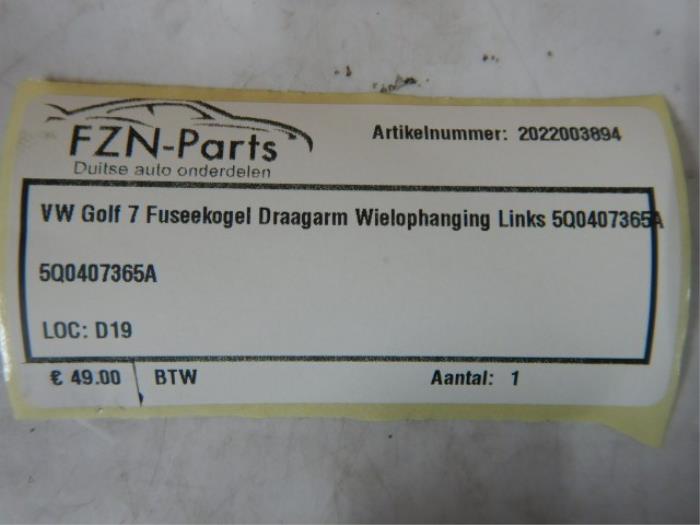 FZN-Parts
Duitse auto onderdelen
Artikelnummer: 2022003894
VW Golf 7 Fuseekogel Draagarm Wielophanging Links 5Q0407365A
5Q0407365A
LOC: D19
€ 49.00 BTW Aantal: 1